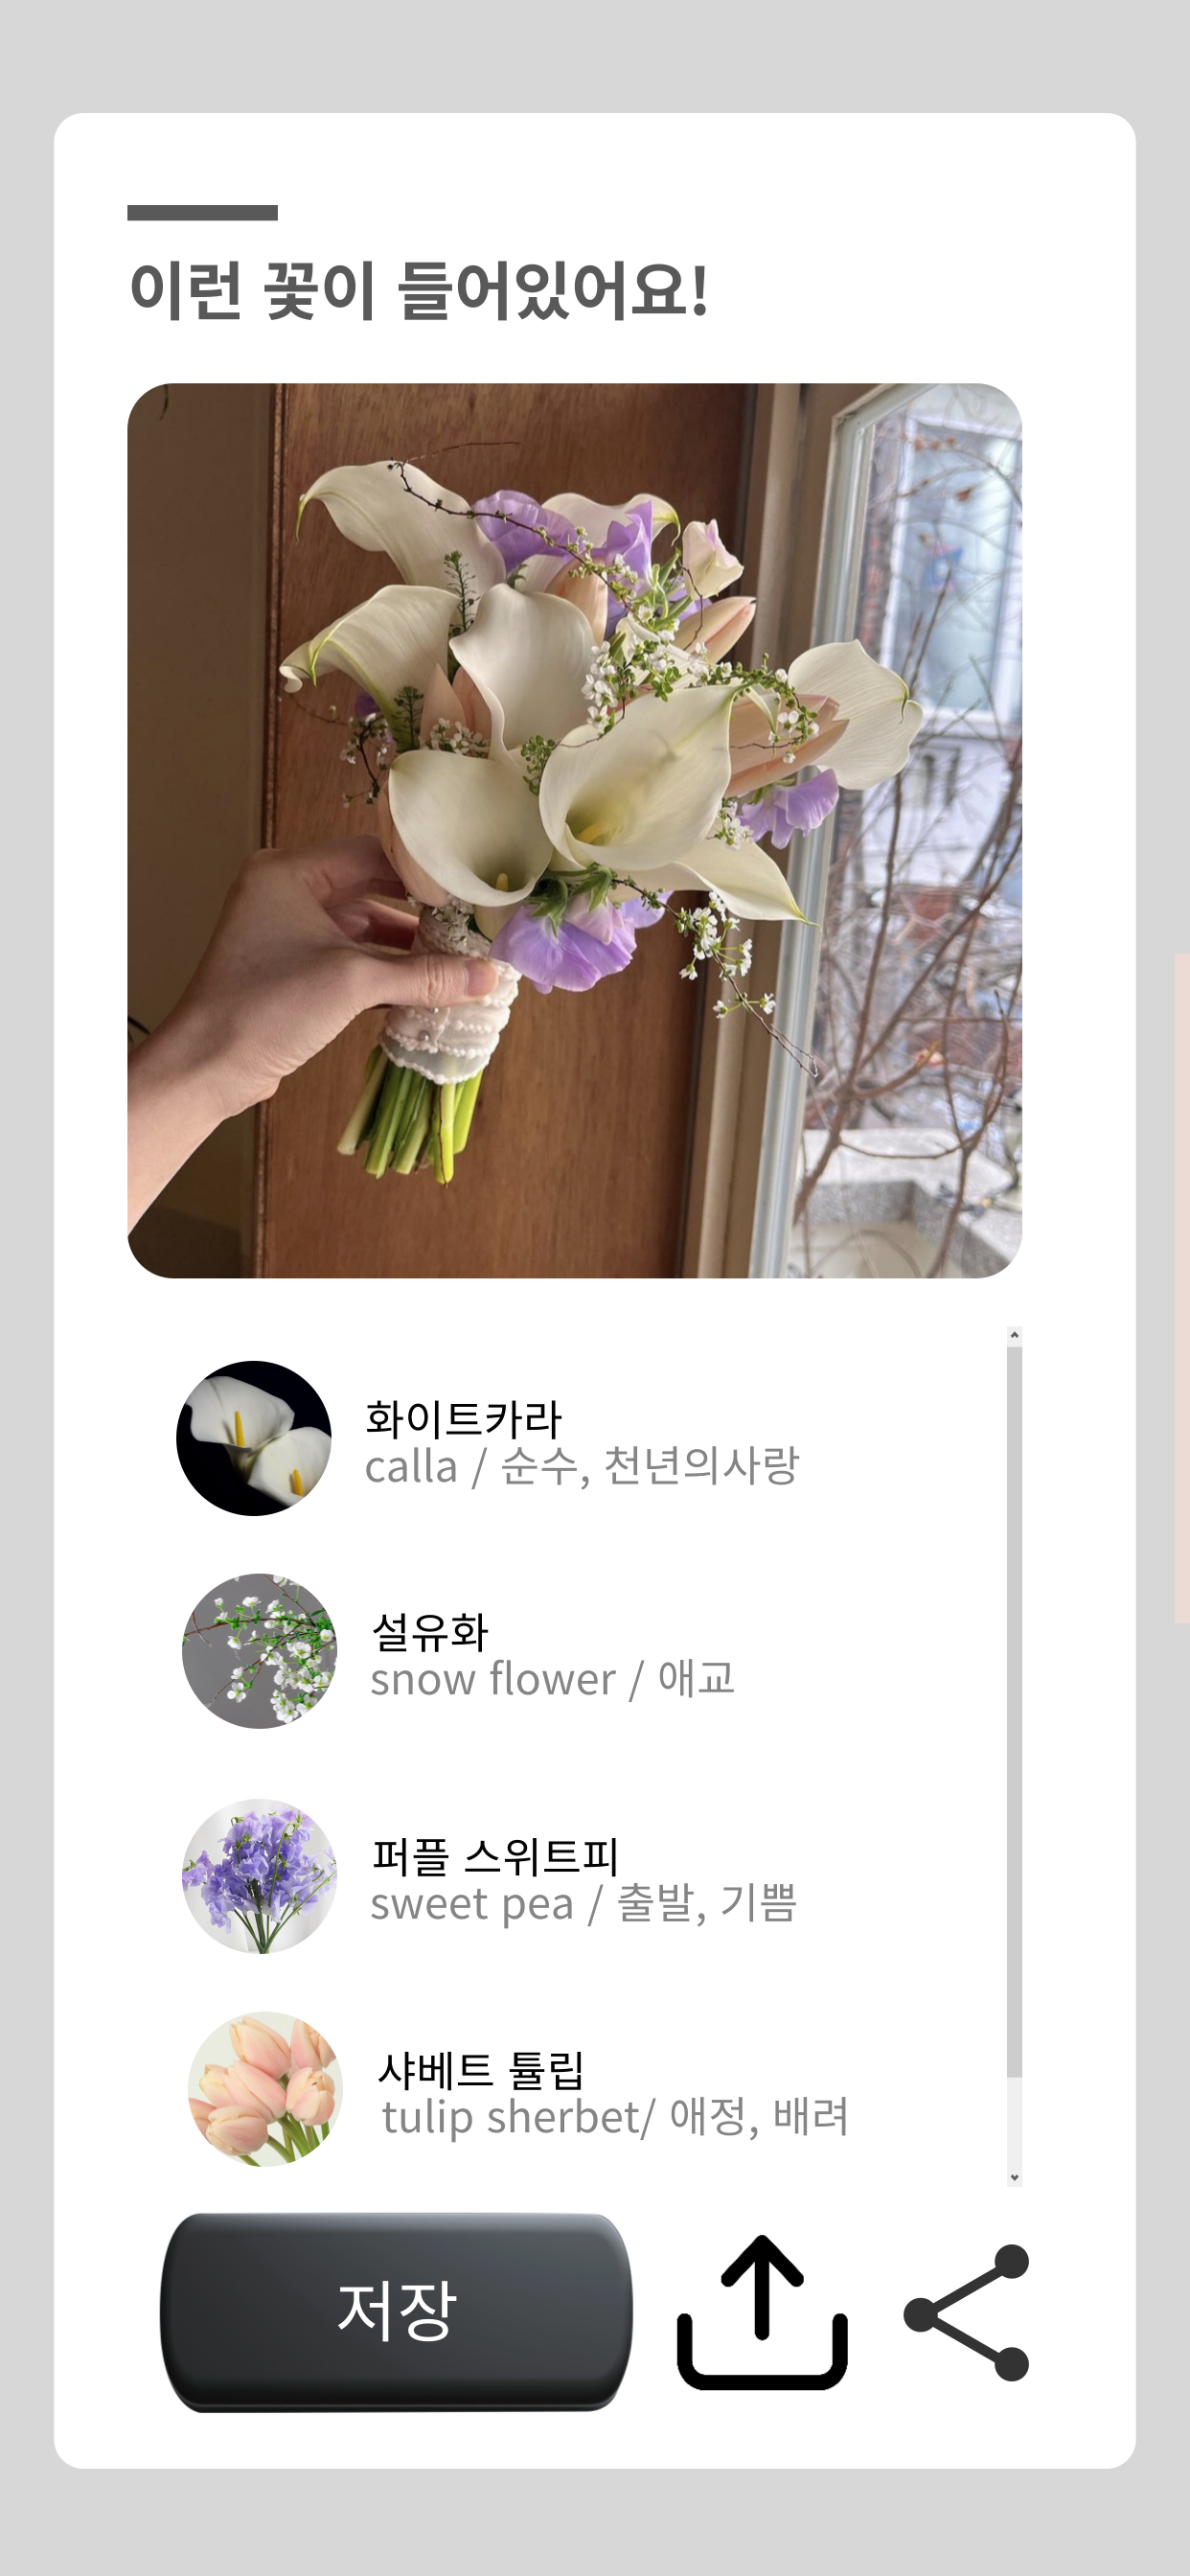 이런 꽃이 들어있어요!
화이트카라
calla / 순수, 천년의사랑
설유화
snow flower / 애교
퍼플 스위트피
sweet pea / 출발, 기쁨
샤베트 튤립
tulip sherbet/ 애정, 배려
저장